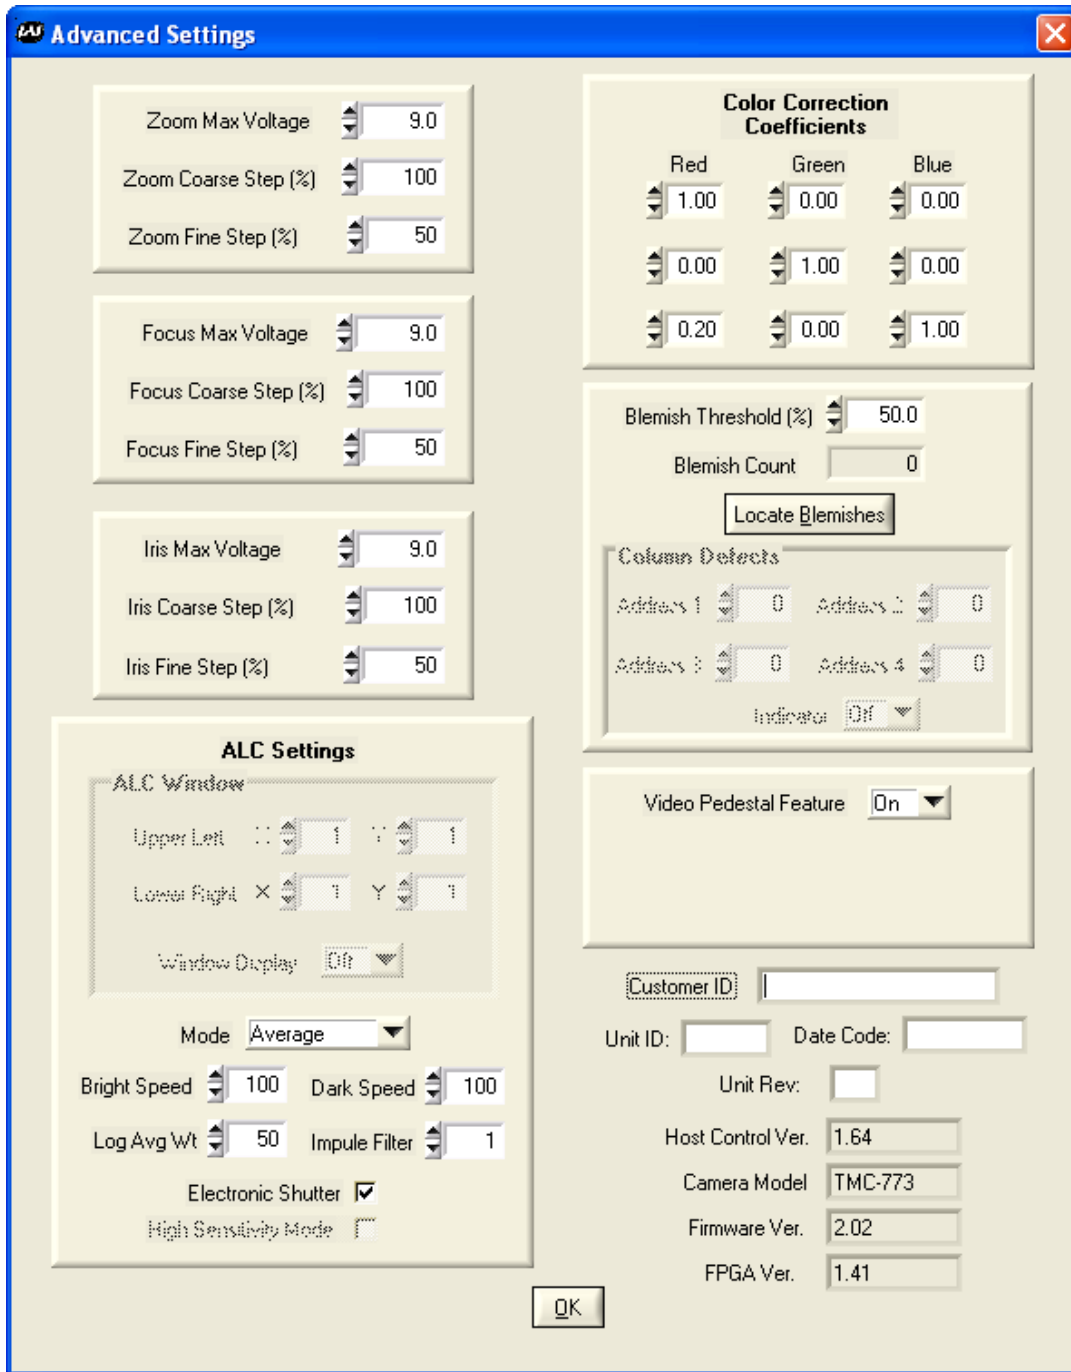 Advanced Settings
Zoom Max Voltage 9.0
Zoom Coarse Step (%) 100
Zoom Fine Step (%) 50
Focus Max Voltage 9.0
Focus Coarse Step (%) 100
Focus Fine Step (%) 50
Iris Max Voltage 9.0
Iris Coarse Step (%) 100
Iris Fine Step (%) 50
ALC Settings
ALC Window
Upper Left 1 Y 1
Lower Right X 1 Y 1
Window Display Off
Mode Average
Bright Speed 100 Dark Speed 100
Log Avg Wt 50 Impule Filter 1
Electronic Shutter
High Sensitivity Mode
Color Correction
Coefficients
Red Green Blue
1.00 0.00 0.00
0.00 1.00 0.00
0.20 0.00 1.00
Blemish Threshold (%) 50.0
Blemish Count 0
Locate Blemishes
Column Defects
Address 1 0 Address 2 0
Address 3 0 Address 4 0
Indicator Off
Video Pedestal Feature On
Customer ID
Unit ID: Date Code:
Unit Rev:
Host Control Ver. 1.64
Camera Model TMC-773
Firmware Ver. 2.02
FPGA Ver. 1.41
OK